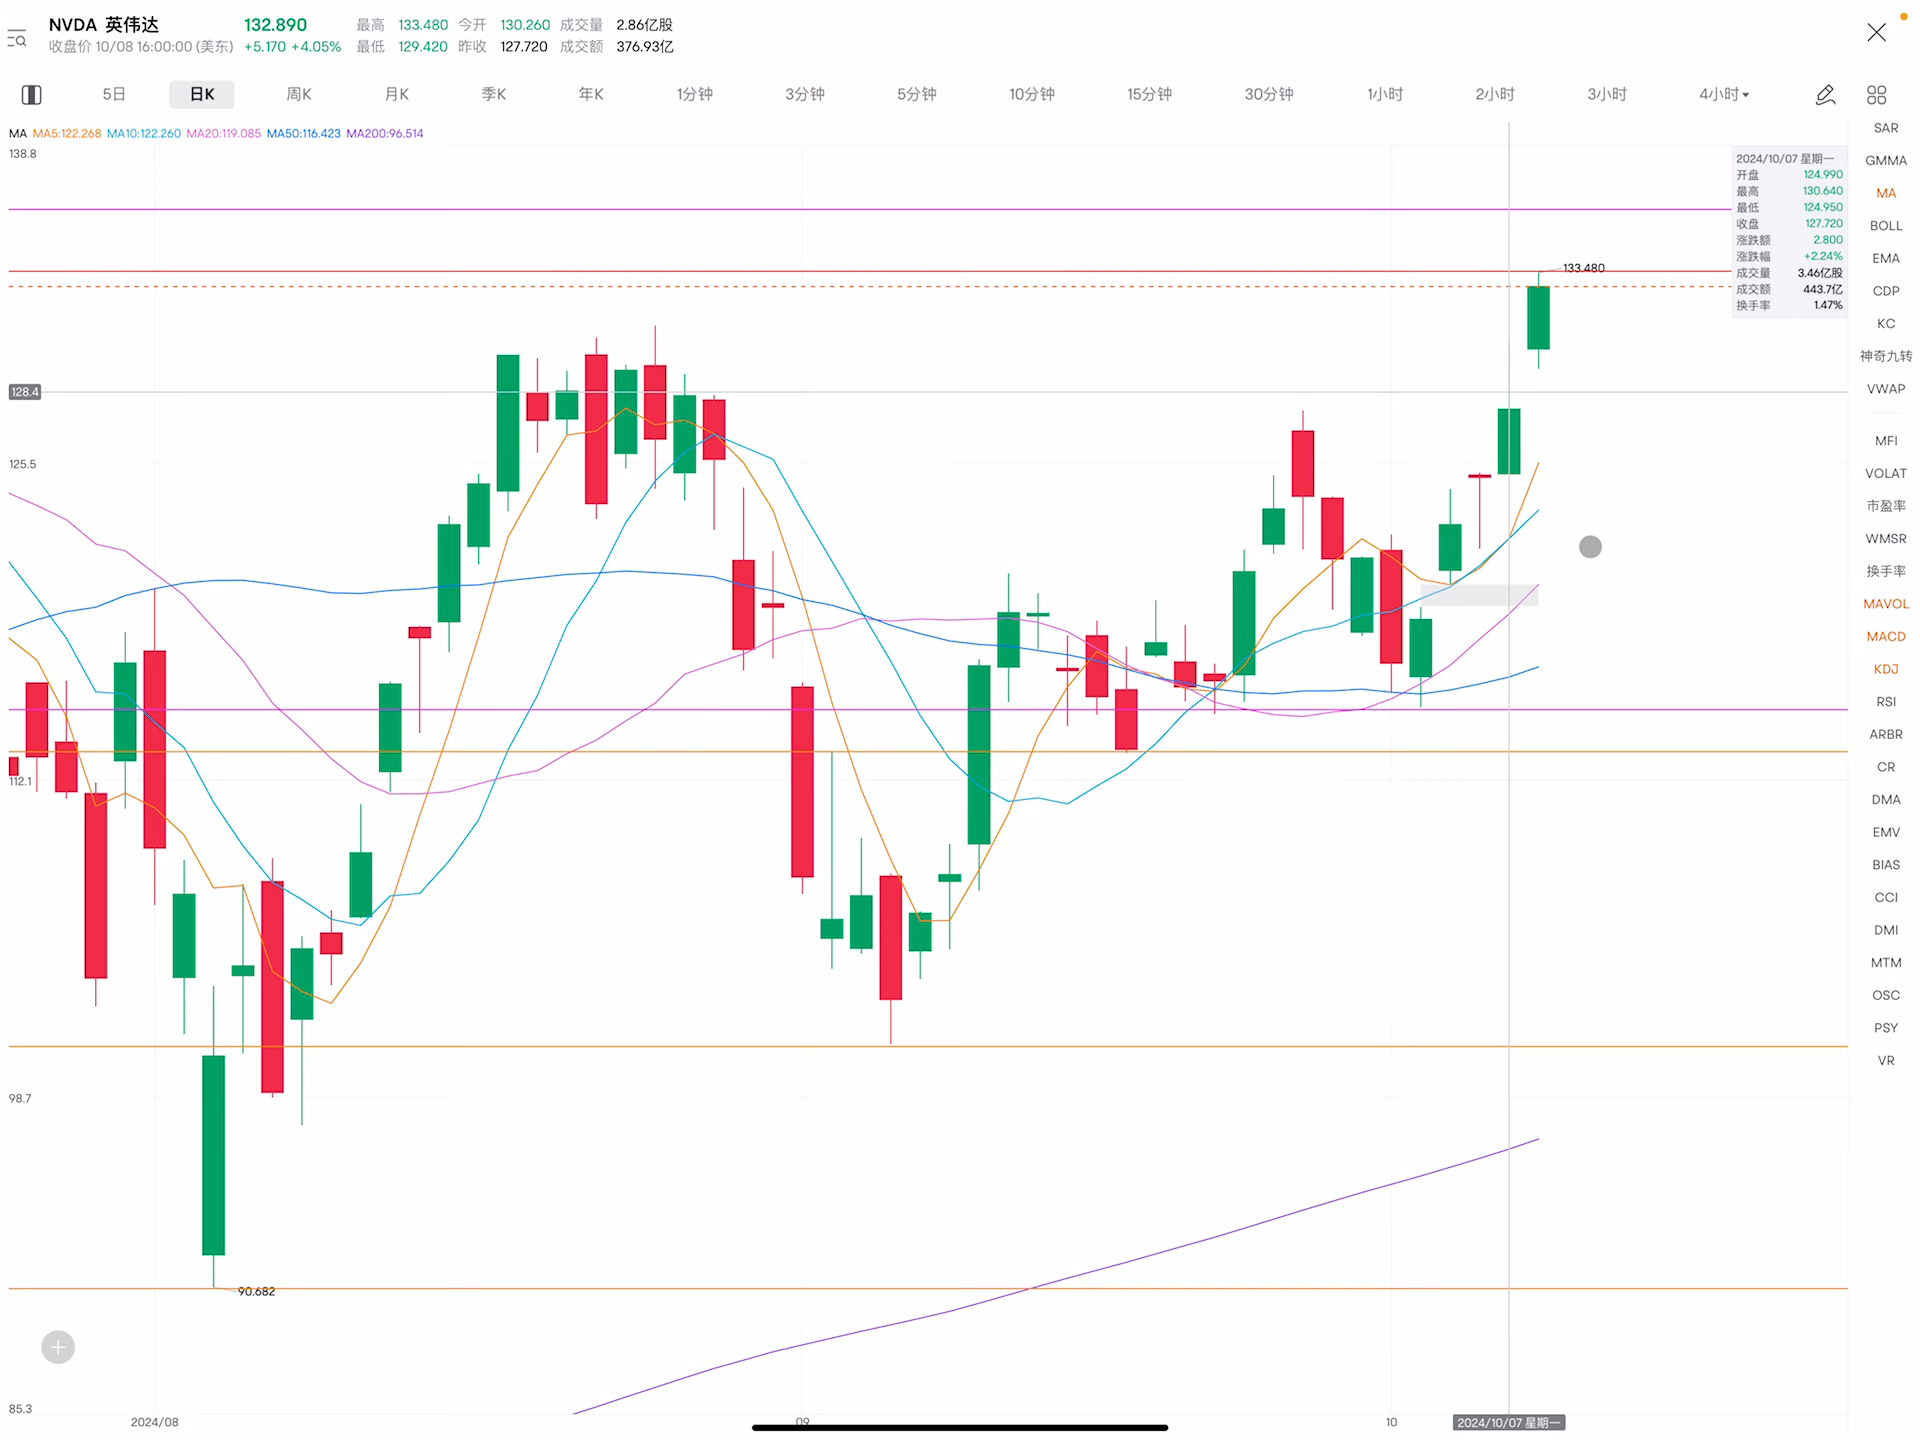 NVDA 英伟达 132.890 最高 133.480 今开 130.260 成交量 2.86亿股
收盘价 10/08 16:00:00 (美东) +5.170 +4.05% 最低 129.420 昨收 127.720 成交额 376.93亿
5日 日K 周K 月K 季K 年K 1分钟 3分钟 5分钟 10分钟 15分钟 30分钟 1小时 2小时 3小时 4小时
MA MA5:122.268 MA10:122.260 MA20:119.085 MA50:116.423 MA200:96.514
138.8
128.4
125.5
112.1
98.7
85.3
133.480
90.682
2024/10/07 星期一
开盘 124.990
最高 130.640
最低 124.950
收盘 127.720
涨跌额 2.800
涨跌幅 +2.24%
成交量 3.46亿股
成交额 443.7亿
换手率 1.47%
SAR
GMMA
MA
BOLL
EMA
CDP
KC
神奇九转
VWAP
MFI
VOLAT
市盈率
WMSR
换手率
MAVOL
MACD
KDJ
RSI
ARBR
CR
DMA
EMV
BIAS
CCI
DMI
MTM
OSC
PSY
VR
2024/08 09 10 2024/10/07 星期一